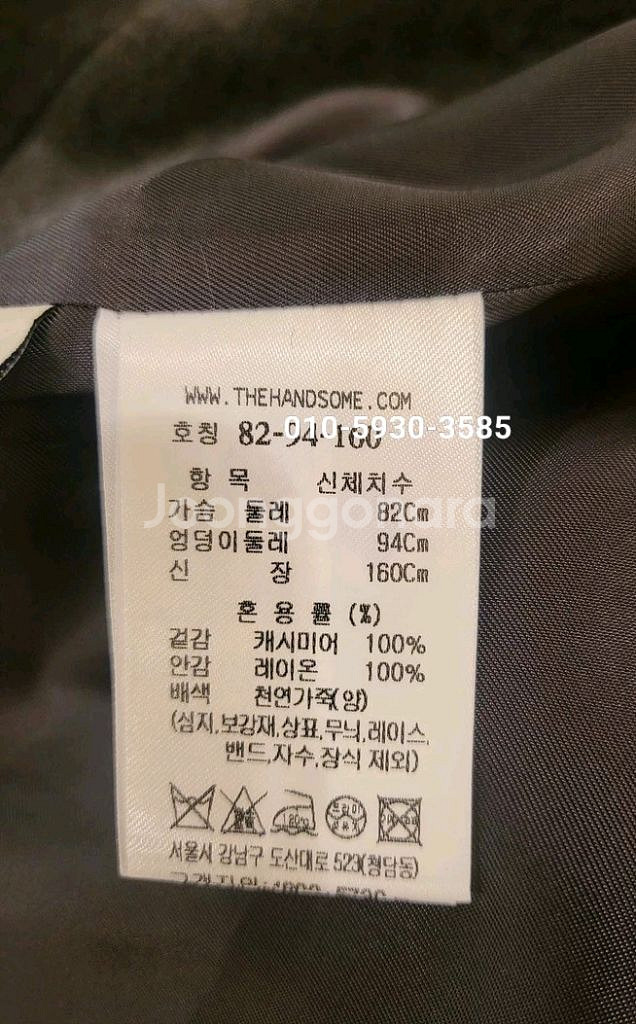 WWW.THEHANDSOME.COM
010-5930-3585
호칭 82-94-160
항 목 신체치수
Joonggonara
가슴 둘레 82Cm
엉덩이둘레 94Cm
신 장 160Cm
혼 용 률 (%)
겉감 캐시미어 100%
안감 레이온 100%
배색 천연가죽(양)
(심지,보강재,상표,무늬,레이스,
밴드,자수,장식 제외)
서울시 강남구 도산대로 523(청담동)